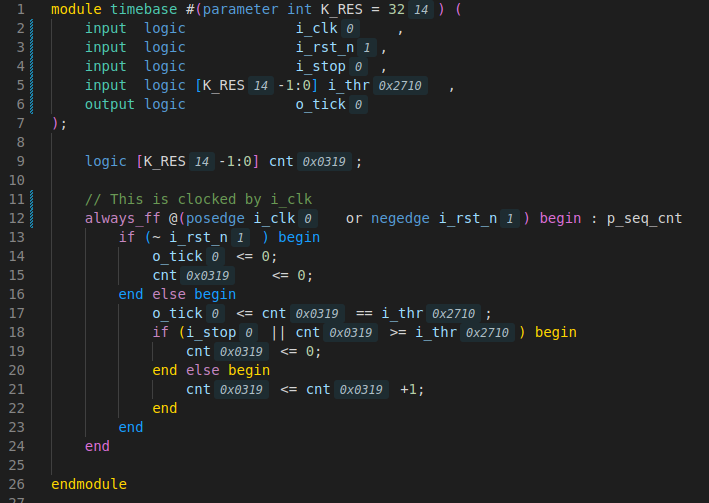 1 module timebase #(parameter int K_RES = 32 14 ) (
2 input logic i_clk 0 ,
3 input logic i_rst_n 1 ,
4 input logic i_stop 0 ,
5 input logic [K_RES 14 -1:0] i_thr 0x2710 ,
6 output logic o_tick 0
7 );
8
9 logic [K_RES 14 -1:0] cnt 0x0319 ;
10
11 // This is clocked by i_clk
12 always_ff @(posedge i_clk 0 or negedge i_rst_n 1 ) begin : p_seq_cnt
13 if (~ i_rst_n 1 ) begin
14 o_tick 0 <= 0;
15 cnt 0x0319 <= 0;
16 end else begin
17 o_tick 0 <= cnt 0x0319 == i_thr 0x2710 ;
18 if (i_stop 0 || cnt 0x0319 >= i_thr 0x2710 ) begin
19 cnt 0x0319 <= 0;
20 end else begin
21 cnt 0x0319 <= cnt 0x0319 +1;
22 end
23 end
24 end
25
26 endmodule
27